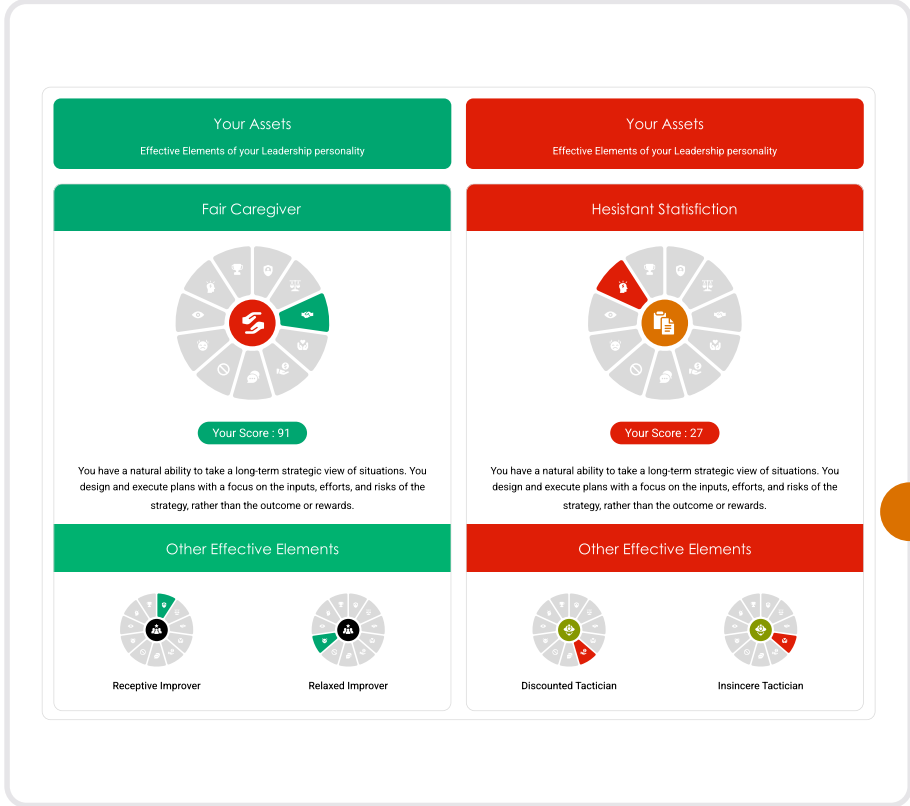 Your Assets
Effective Elements of your Leadership personality
Fair Caregiver
Your Score : 91
You have a natural ability to take a long-term strategic view of situations. You
design and execute plans with a focus on the inputs, efforts, and risks of the
strategy, rather than the outcome or rewards.
Other Effective Elements
Receptive Improver
Relaxed Improver
Your Assets
Effective Elements of your Leadership personality
Hesistant Statisfiction
Your Score : 27
You have a natural ability to take a long-term strategic view of situations. You
design and execute plans with a focus on the inputs, efforts, and risks of the
strategy, rather than the outcome or rewards.
Other Effective Elements
Discounted Tactician
Insincere Tactician